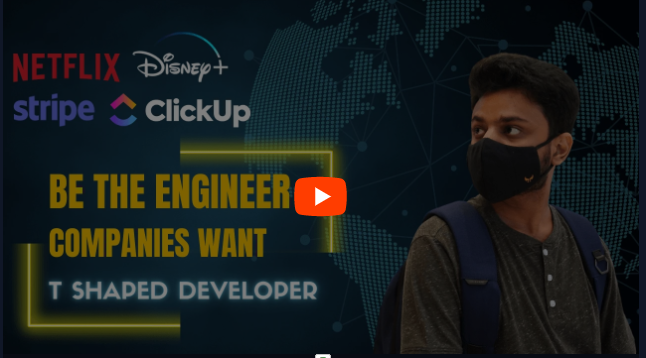 NETFLIX Disney+
stripe ClickUp
BE THE ENGINEER
COMPANIES WANT
T SHAPED DEVELOPER